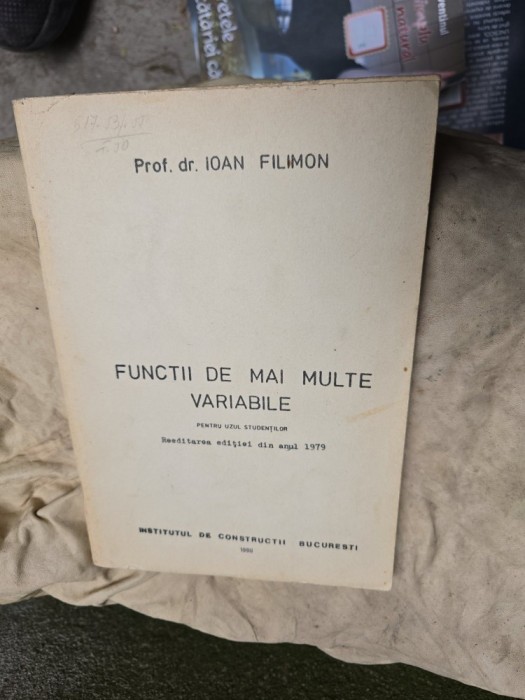 Prof. dr. IOAN FILIMON
FUNCTII DE MAI MULTE
VARIABILE
PENTRU UZUL STUDENȚILOR
Reeditarea ediţiei din anul 1979
INSTITUTUL DE CONSTRUCTII BUCURESTI